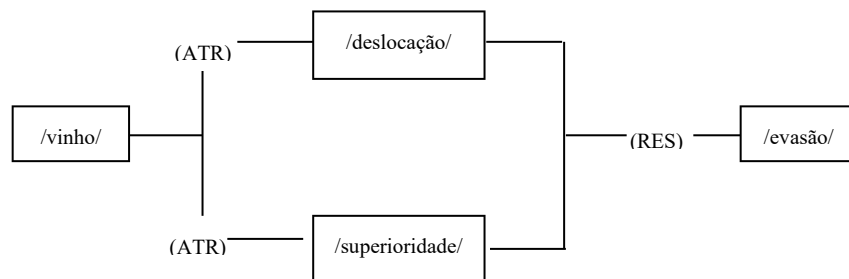 /deslocação/
(ATR)
/vinho/
(RES)
/evasão/
(ATR)
/superioridade/